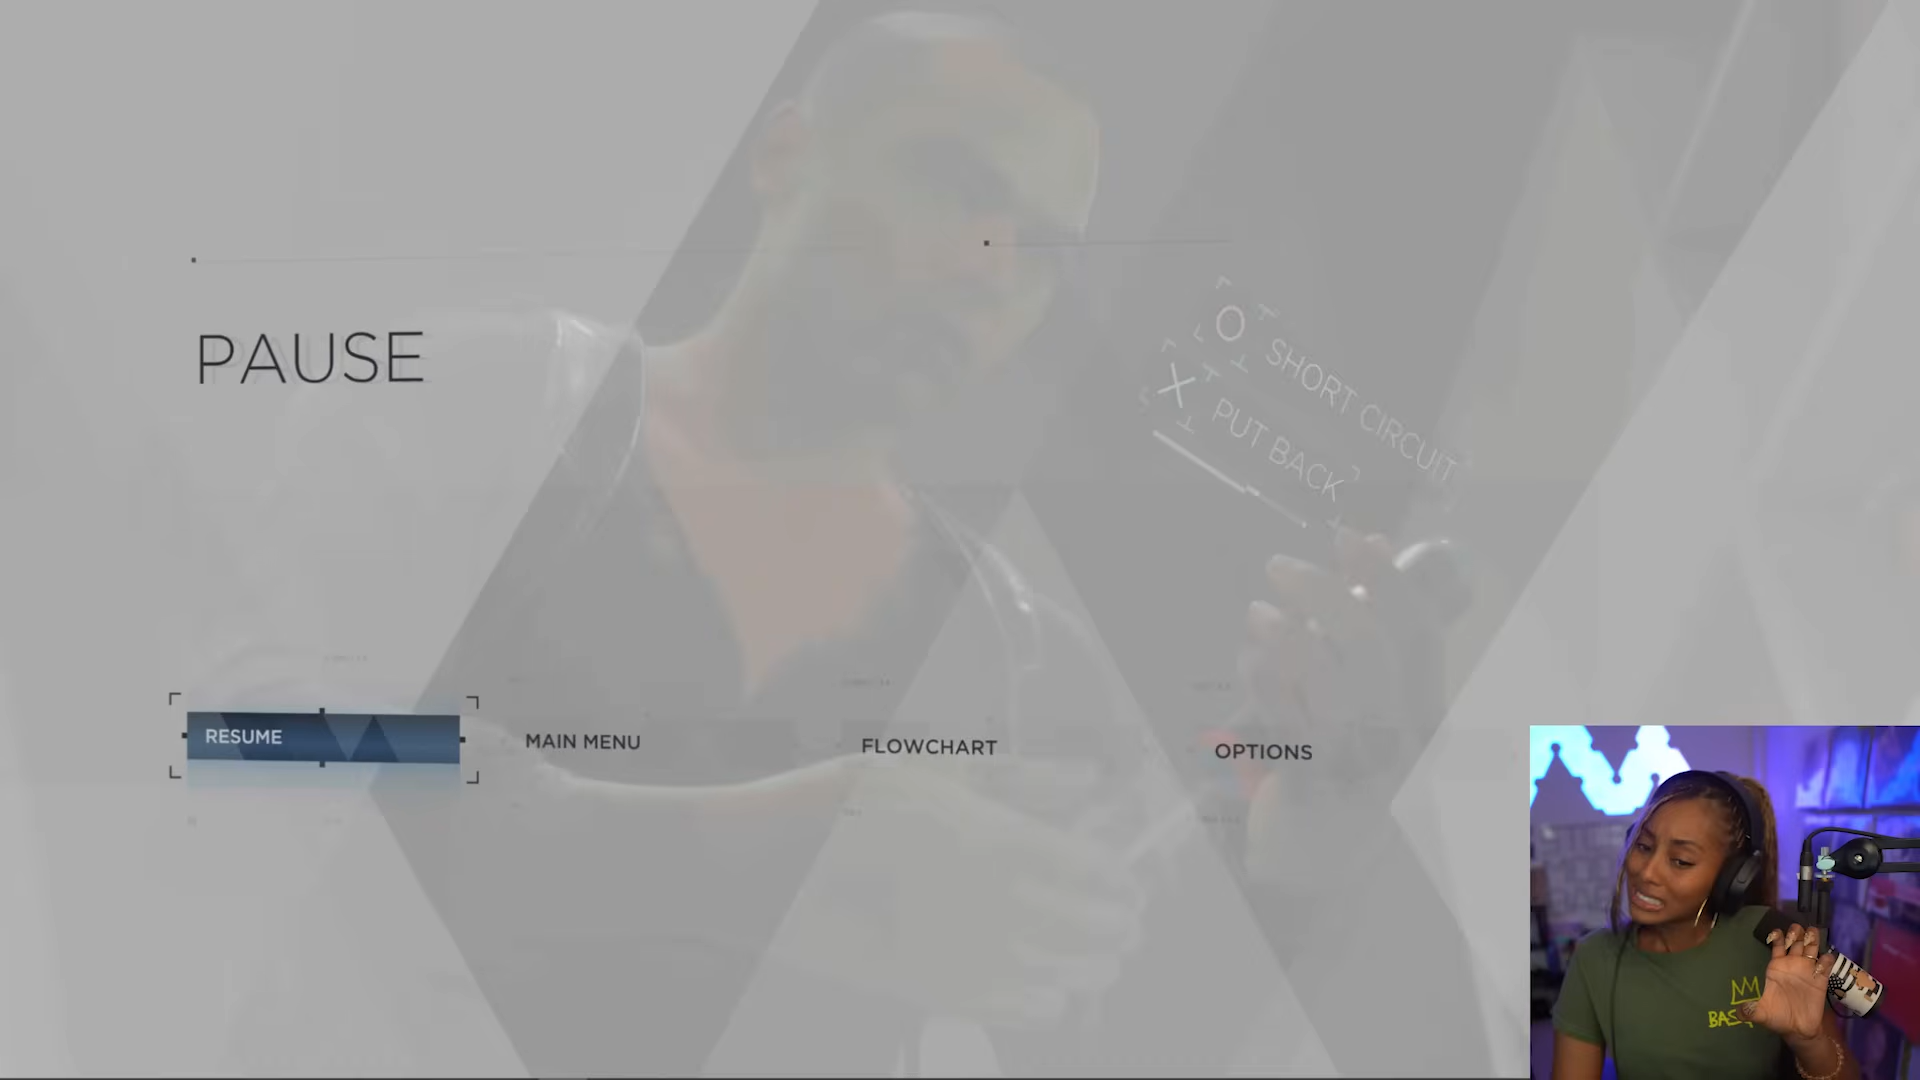 PAUSE
O SHORT CIRCUIT
X PUT BACK
RESUME
MAIN MENU
FLOWCHART
OPTIONS